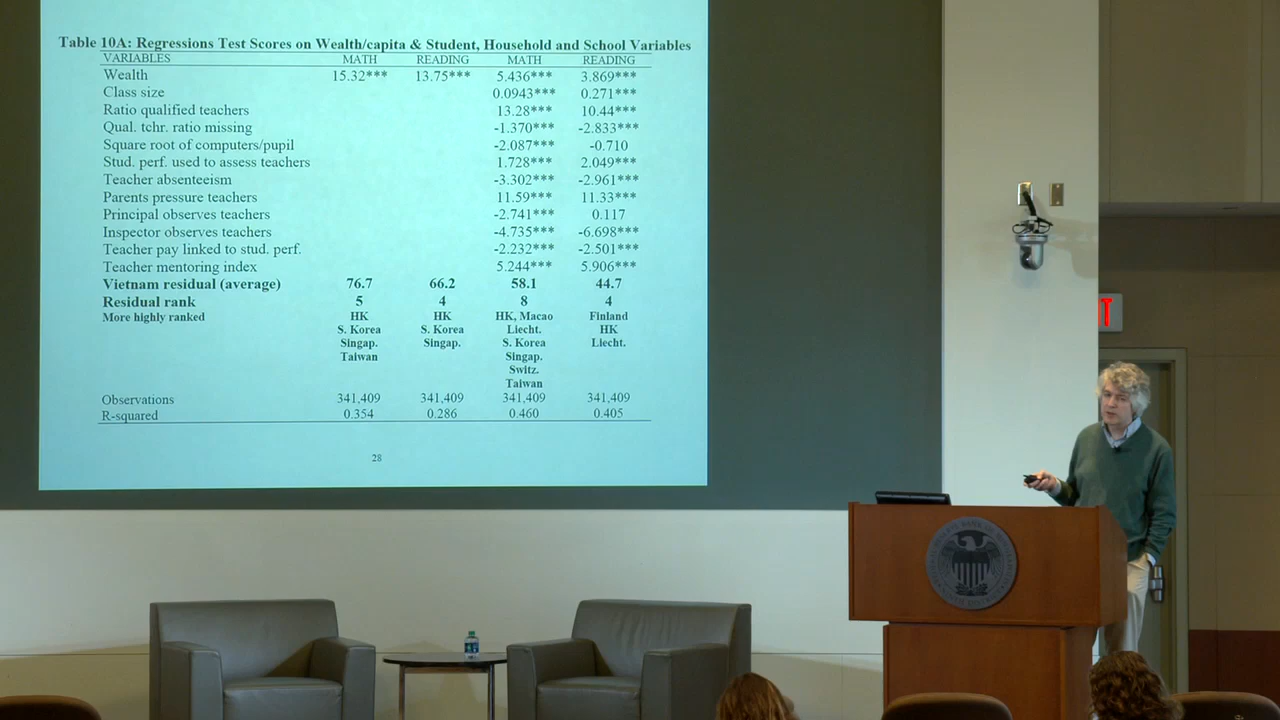 Table 10A: Regressions Test Scores on Wealth/capita & Student, Household and School Variables
VARIABLES MATH READING MATH READING
Wealth 15.32*** 13.75*** 5.436*** 3.869***
Class size 0.0943*** 0.271***
Ratio qualified teachers 13.28*** 10.44***
Qual. tchr. ratio missing -1.370*** -2.833***
Square root of computers/pupil -2.087*** -0.710
Stud. perf. used to assess teachers 1.728*** 2.049***
Teacher absenteeism -3.302*** -2.961***
Parents pressure teachers 11.59*** 11.33***
Principal observes teachers -2.741*** 0.117
Inspector observes teachers -4.735*** -6.698***
Teacher pay linked to stud. perf. -2.232*** -2.501***
Teacher mentoring index 5.244*** 5.906***
Vietnam residual (average) 76.7 66.2 58.1 44.7
Residual rank 5 4 8 4
More highly ranked HK HK HK, Macao Finland
S. Korea S. Korea Liecht. HK
Singap. Singap. S. Korea Liecht.
Taiwan Singap.
Switz.
Taiwan
Observations 341,409 341,409 341,409 341,409
R-squared 0.354 0.286 0.460 0.405
28